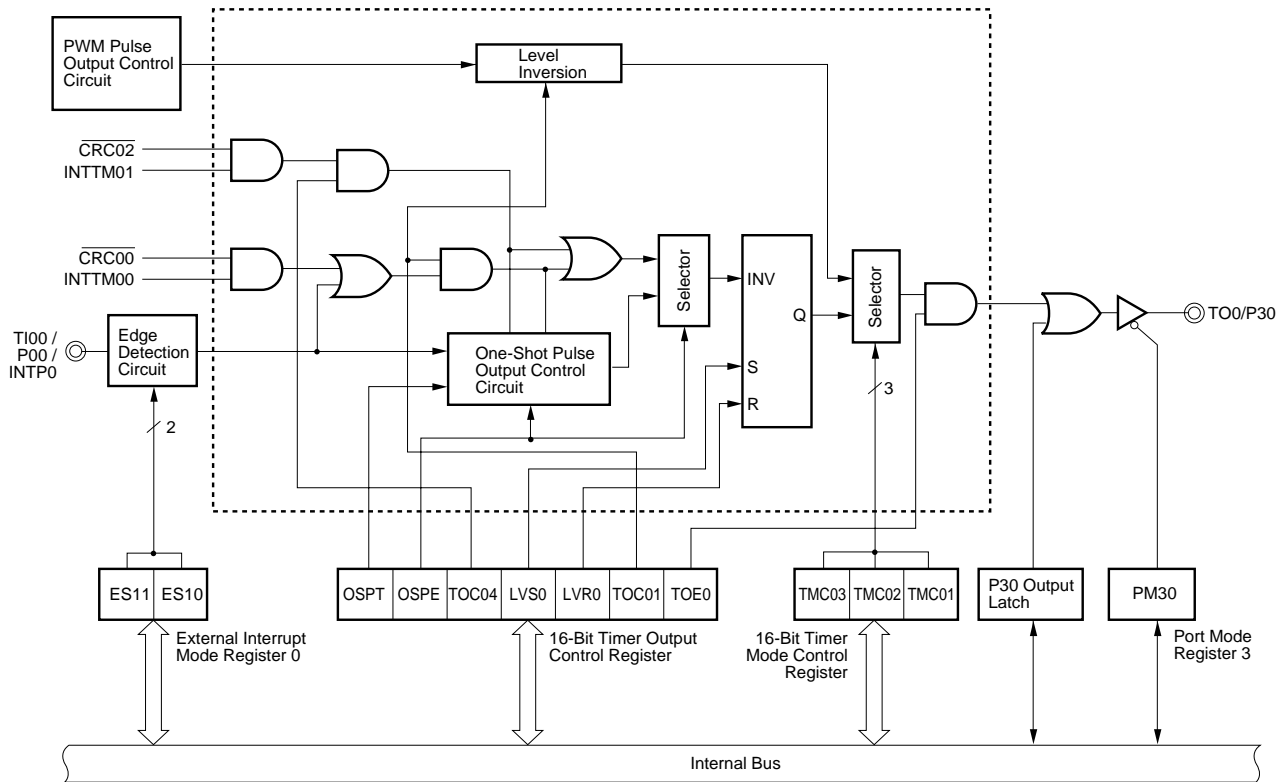 PWM Pulse
Output Control
Circuit
Level
Inversion
CRC02
INTTM01
CRC00
INTTM00
Selector
INV
Q
S
R
Selector
TO0/P30
TI00 /
P00 /
INTP0
Edge
Detection
Circuit
One-Shot Pulse
Output Control
Circuit
2
3
ES11
ES10
OSPT
OSPE
TOC04
LVS0
LVR0
TOC01
TOE0
TMC03
TMC02
TMC01
P30 Output
Latch
PM30
External Interrupt
Mode Register 0
16-Bit Timer Output
Control Register
16-Bit Timer
Mode Control
Register
Port Mode
Register 3
Internal Bus